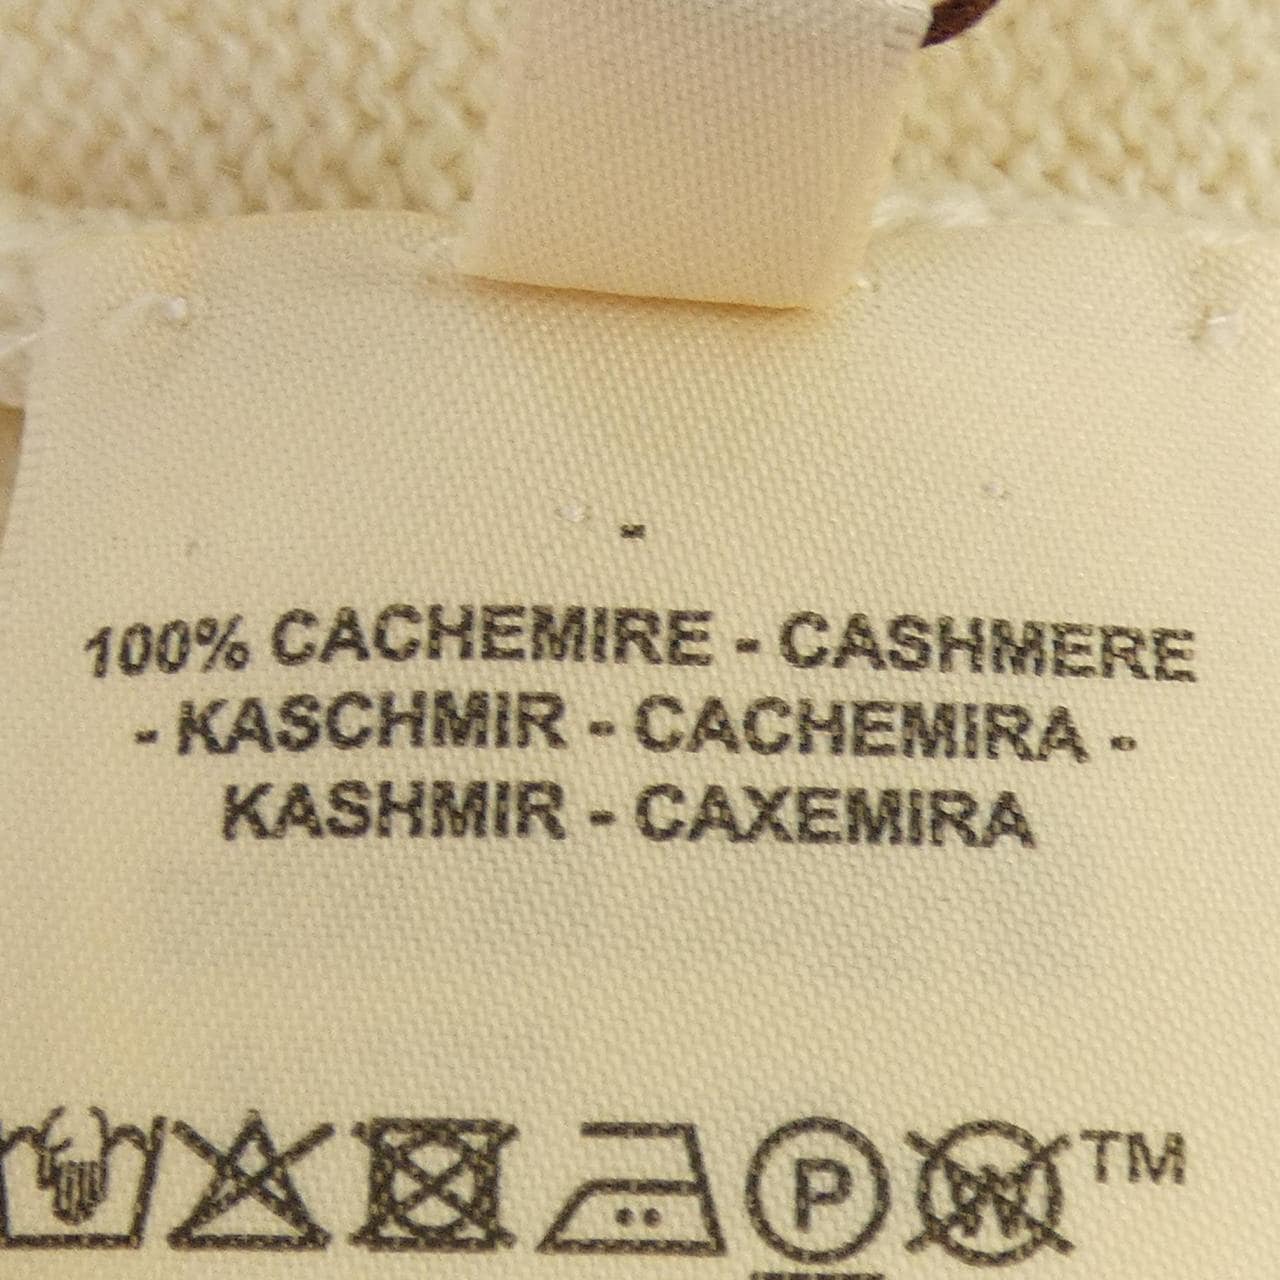 -
100% CACHEMIRE - CASHMERE
- KASCHMIR - CACHEMIRA -
KASHMIR - CAXEMIRA
P W TM